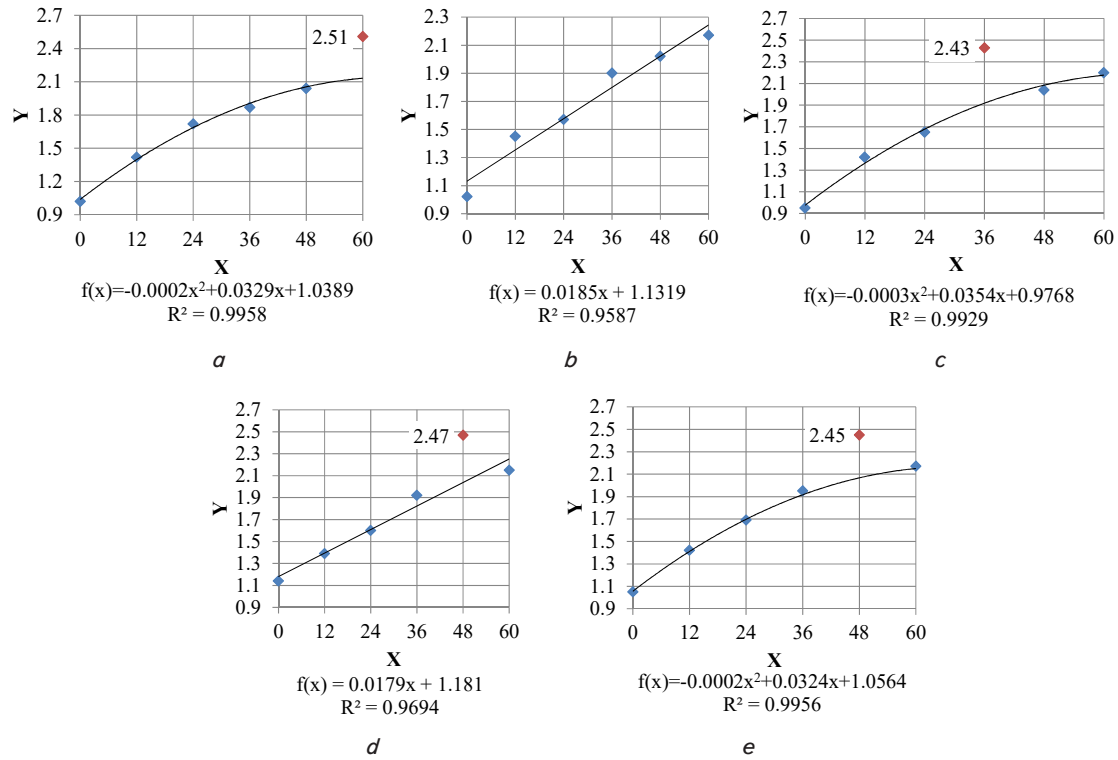 2.7
2.4
2.1
1.8
1.5
1.2
0.9
Y
2.51
0 12 24 36 48 60
X
f(x)=-0.0002x²+0.0329x+1.0389
R² = 0.9958
a
2.3
2.1
1.9
1.7
1.5
1.3
1.1
0.9
Y
0 12 24 36 48 60
X
f(x) = 0.0185x + 1.1319
R² = 0.9587
b
2.7
2.5
2.3
2.1
1.9
1.7
1.5
1.3
1.1
0.9
Y
2.43
0 12 24 36 48 60
X
f(x)=-0.0003x²+0.0354x+0.9768
R² = 0.9929
c
2.7
2.5
2.3
2.1
1.9
1.7
1.5
1.3
1.1
0.9
Y
2.47
0 12 24 36 48 60
X
f(x) = 0.0179x + 1.181
R² = 0.9694
d
2.7
2.5
2.3
2.1
1.9
1.7
1.5
1.3
1.1
0.9
Y
2.45
0 12 24 36 48 60
X
f(x)=-0.0002x²+0.0324x+1.0564
R² = 0.9956
e